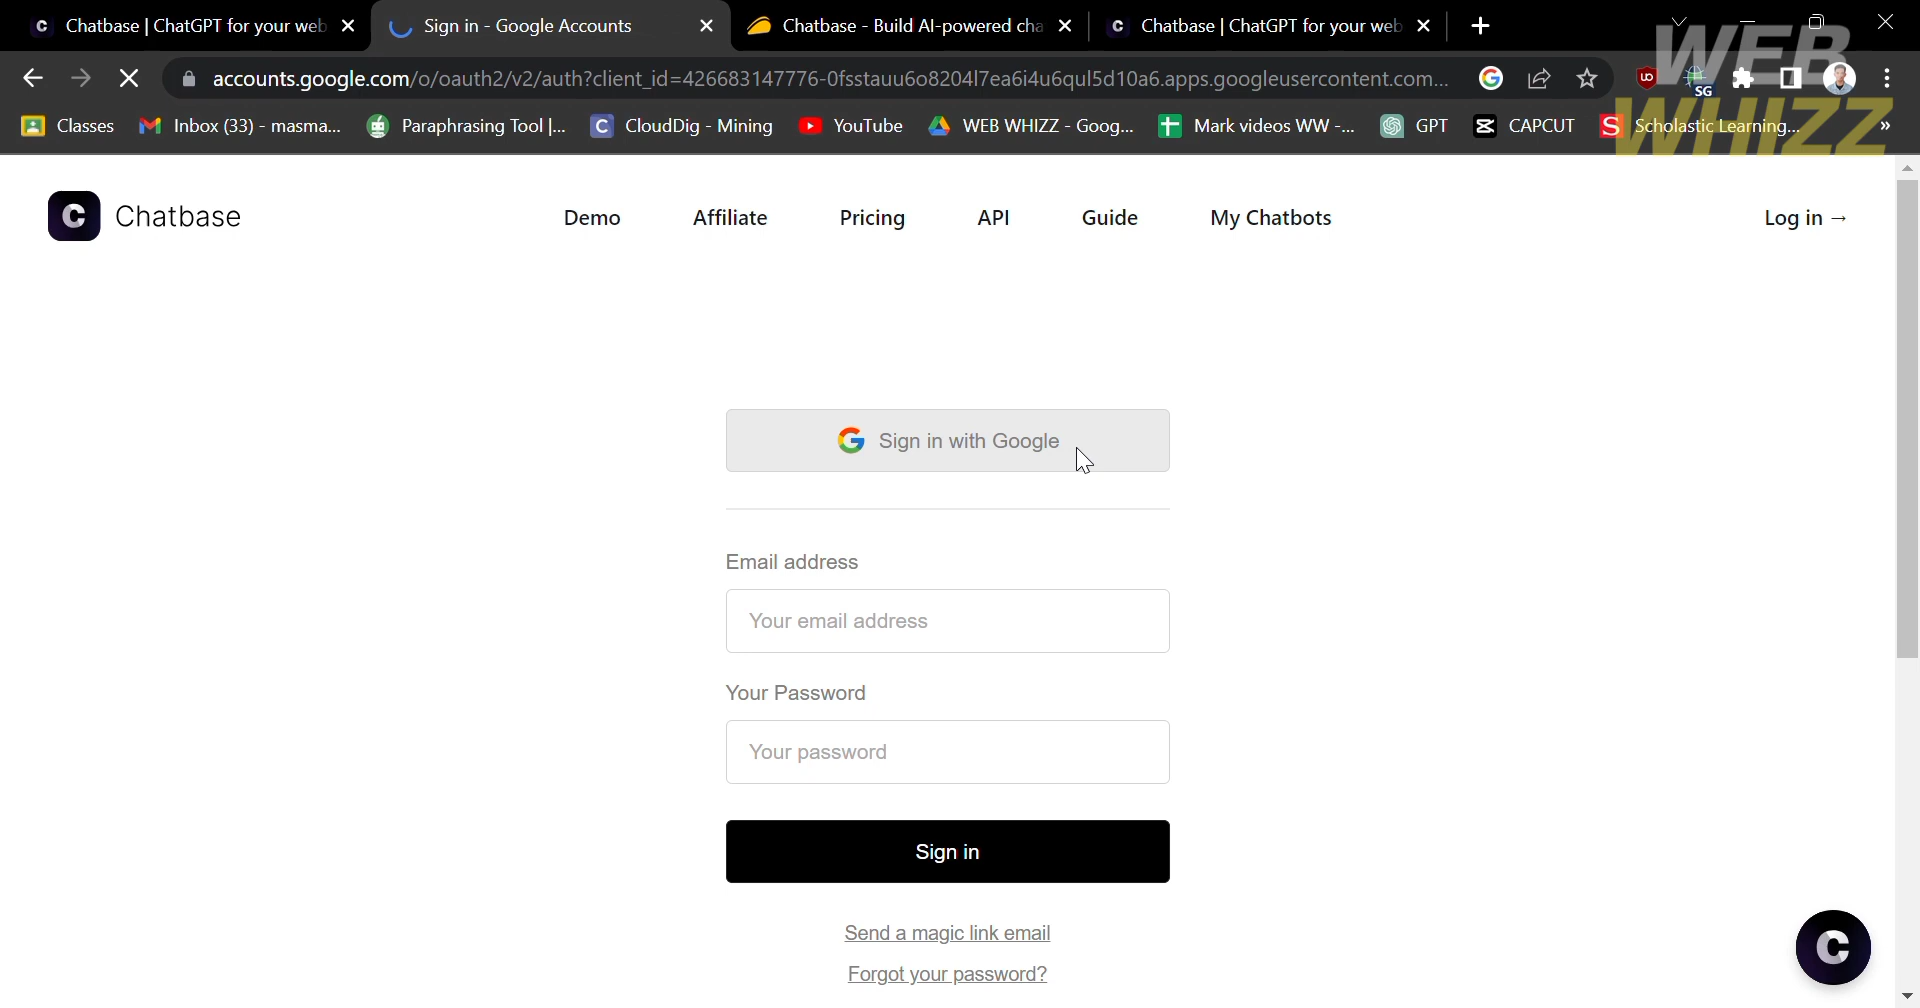 Chatbase | ChatGPT for your web
Sign in - Google Accounts
Chatbase - Build AI-powered cha
Chatbase | ChatGPT for your web
accounts.google.com/o/oauth2/v2/auth?client_id=426683147776-0fsstauu6o8204l7ea6i4u6qul5d10a6.apps.googleusercontent.com...
SG
WEB
WHIZZ
Classes
Inbox (33) - masma...
Paraphrasing Tool |...
CloudDig - Mining
YouTube
WEB WHIZZ - Goog...
Mark videos WW -...
GPT
CAPCUT
Scholastic Learning...
Chatbase
Demo
Affiliate
Pricing
API
Guide
My Chatbots
Log in →
Sign in with Google
Email address
Your email address
Your Password
Your password
Sign in
Send a magic link email
Forgot your password?